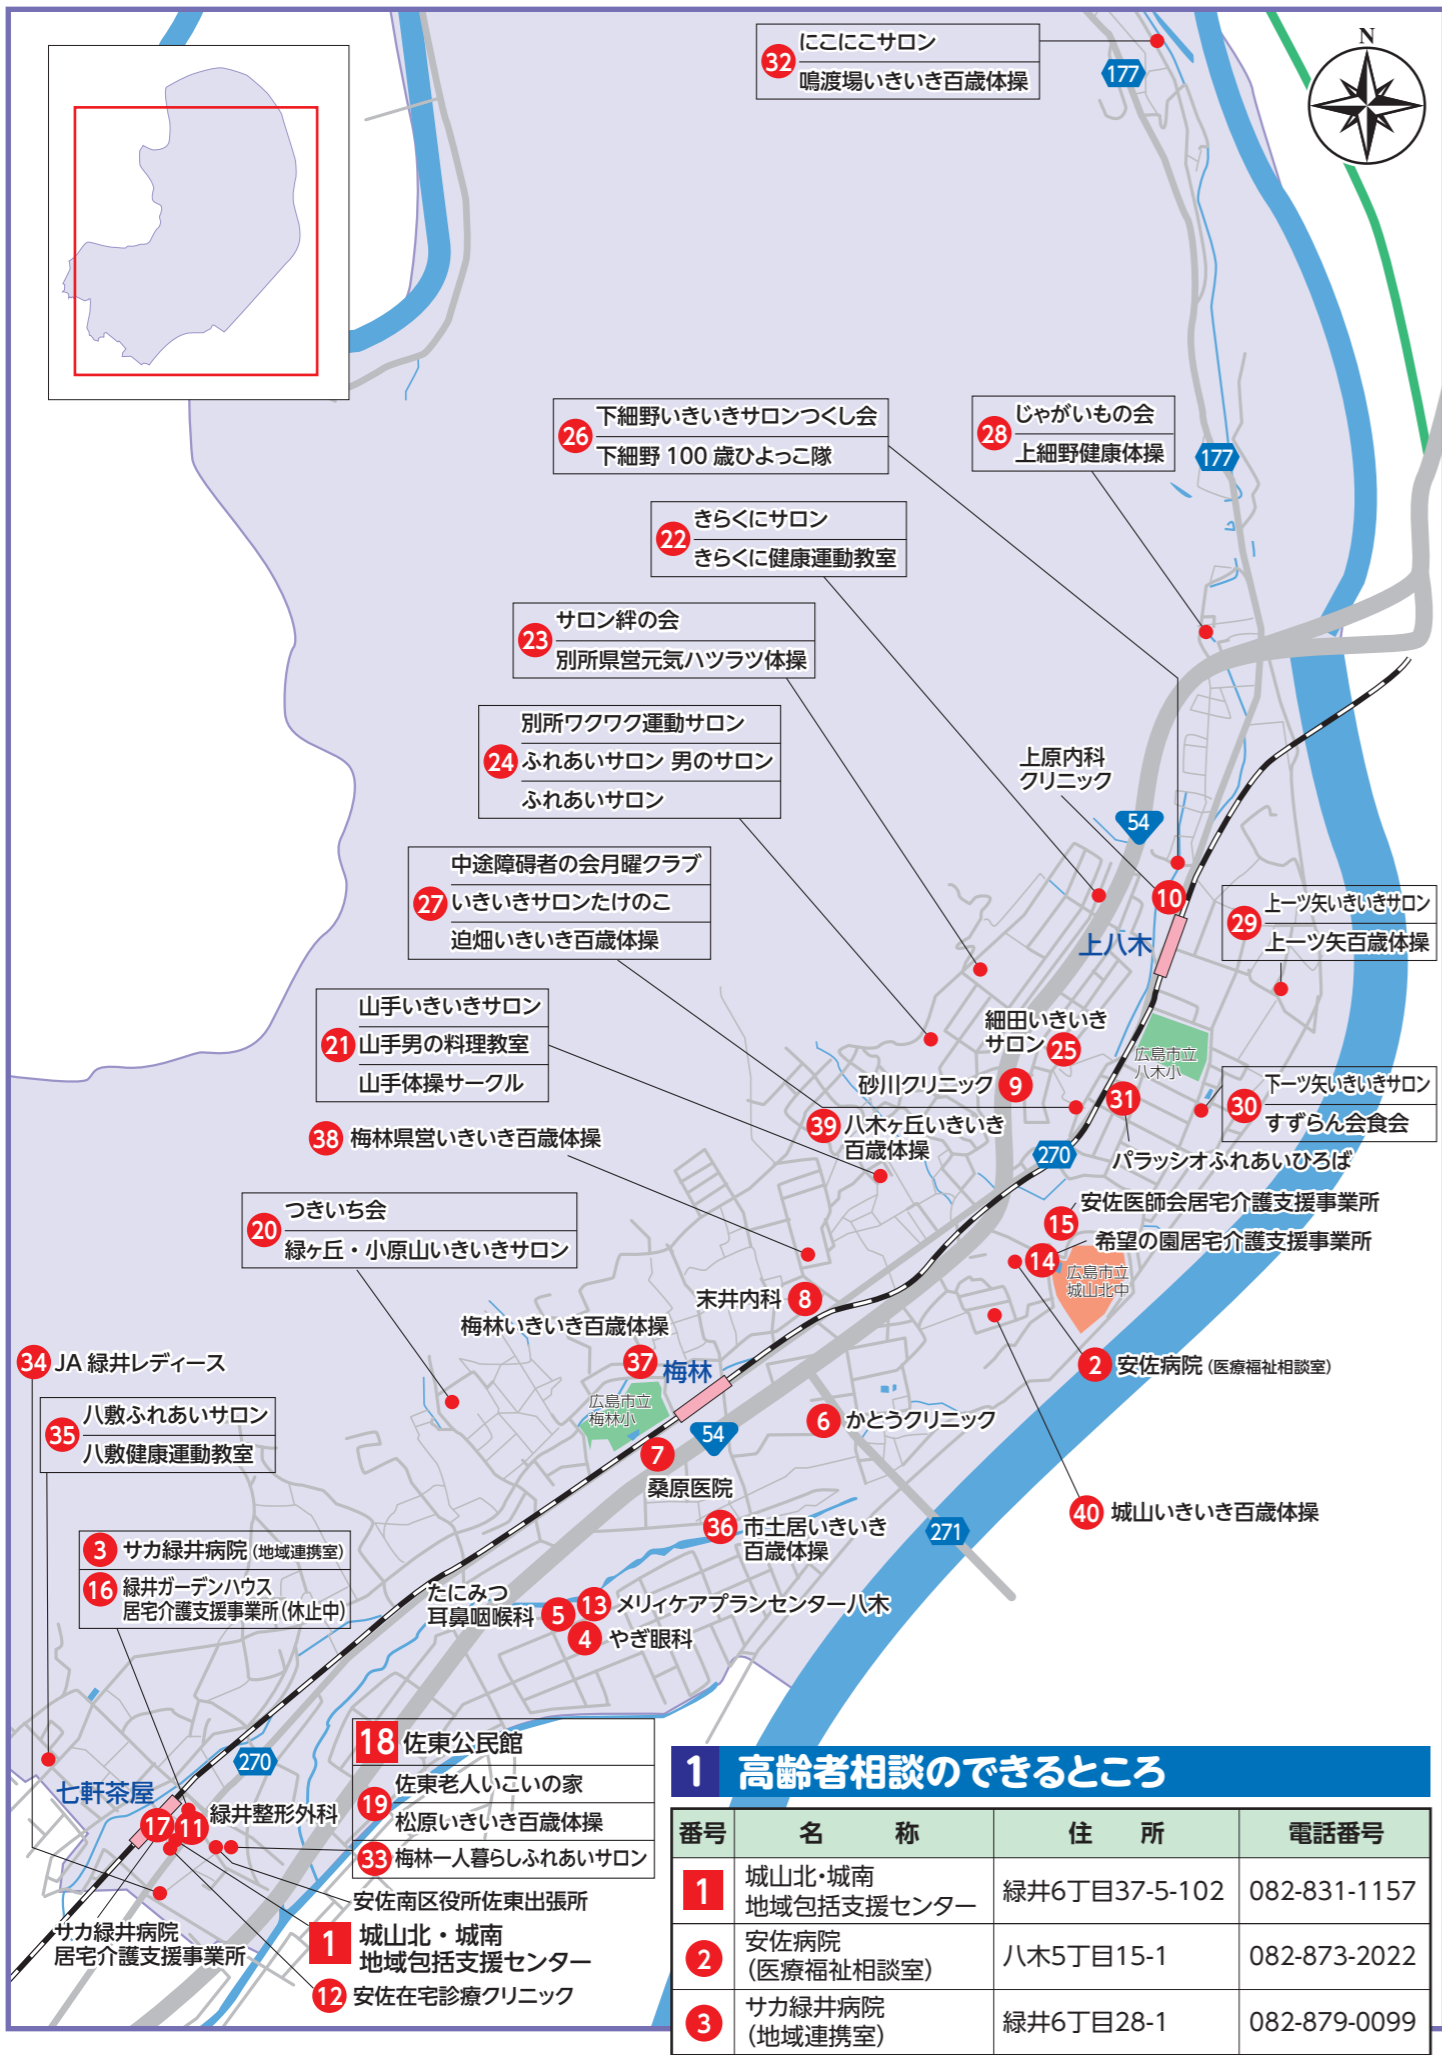 N
32
にこにこサロン
鳴渡場いきいき百歳体操
177
26
下細野いきいきサロンつくし会
下細野 100 歳ひよっこ隊
28
じゃがいもの会
上細野健康体操
177
22
きらくにサロン
きらくに健康運動教室
23
サロン絆の会
別所県営元気ハツラツ体操
24
別所ワクワク運動サロン
ふれあいサロン 男のサロン
ふれあいサロン
上原内科
クリニック
54
27
中途障碍者の会月曜クラブ
いきいきサロンたけのこ
迫畑いきいき百歳体操
10
上八木
29
上一ツ矢いきいきサロン
上一ツ矢百歳体操
21
山手いきいきサロン
山手男の料理教室
山手体操サークル
細田いきいき
サロン 25
広島市立
八木小
砂川クリニック 9
31
パラッシオふれあいひろば
30
下一ツ矢いきいきサロン
すずらん会食会
38 梅林県営いきいき百歳体操
39 八木ヶ丘いきいき
百歳体操
270
20
つきいち会
緑ヶ丘・小原山いきいきサロン
15 安佐医師会居宅介護支援事業所
14 希望の園居宅介護支援事業所
広島市立
城山北中
末井内科 8
梅林いきいき百歳体操
37
梅林
広島市立
梅林小
2 安佐病院 (医療福祉相談室)
34 JA 緑井レディース
35
八敷ふれあいサロン
八敷健康運動教室
54
6 かとうクリニック
7
桑原医院
40 城山いきいき百歳体操
36 市土居いきいき
百歳体操
271
3 サカ緑井病院 (地域連携室)
16 緑井ガーデンハウス
居宅介護支援事業所(休止中)
たにみつ
耳鼻咽喉科 5
13 メリィケアプランセンター八木
4 やぎ眼科
270
七軒茶屋
17
11 緑井整形外科
18 佐東公民館
19
佐東老人いこいの家
松原いきいき百歳体操
33 梅林一人暮らしふれあいサロン
安佐南区役所佐東出張所
サカ緑井病院
居宅介護支援事業所
1 城山北・城南
地域包括支援センター
12 安佐在宅診療クリニック
1 高齢者相談のできるところ
番号 名 称 住 所 電話番号
1 城山北・城南
地域包括支援センター 緑井6丁目37-5-102 082-831-1157
2 安佐病院
(医療福祉相談室) 八木5丁目15-1 082-873-2022
3 サカ緑井病院
(地域連携室) 緑井6丁目28-1 082-879-0099